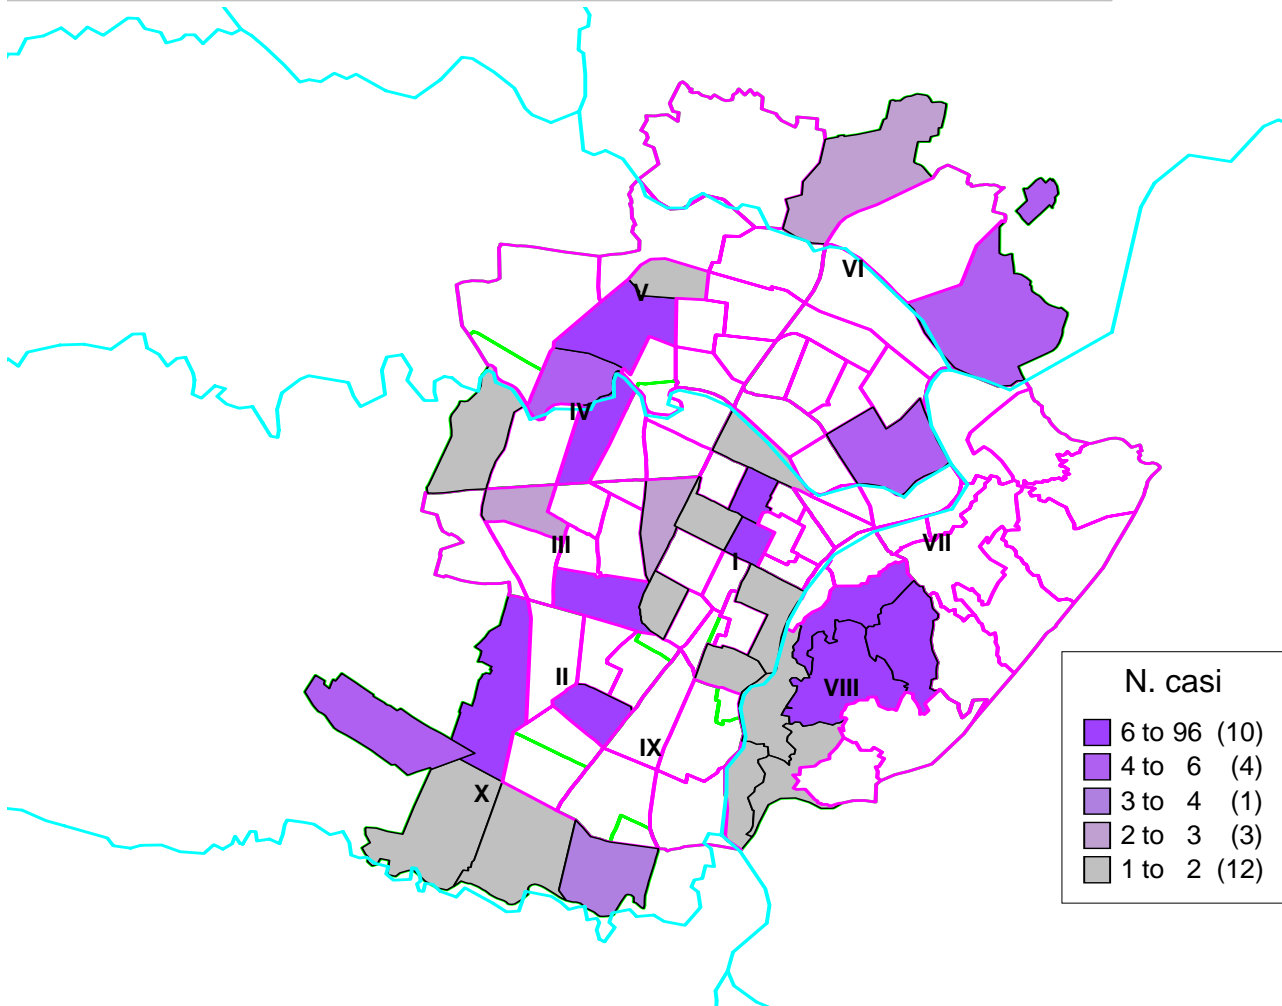 VI
V
IV
III
I
VII
II
VIII
IX
X
N. casi
6 to 96 (10)
4 to 6 (4)
3 to 4 (1)
2 to 3 (3)
1 to 2 (12)